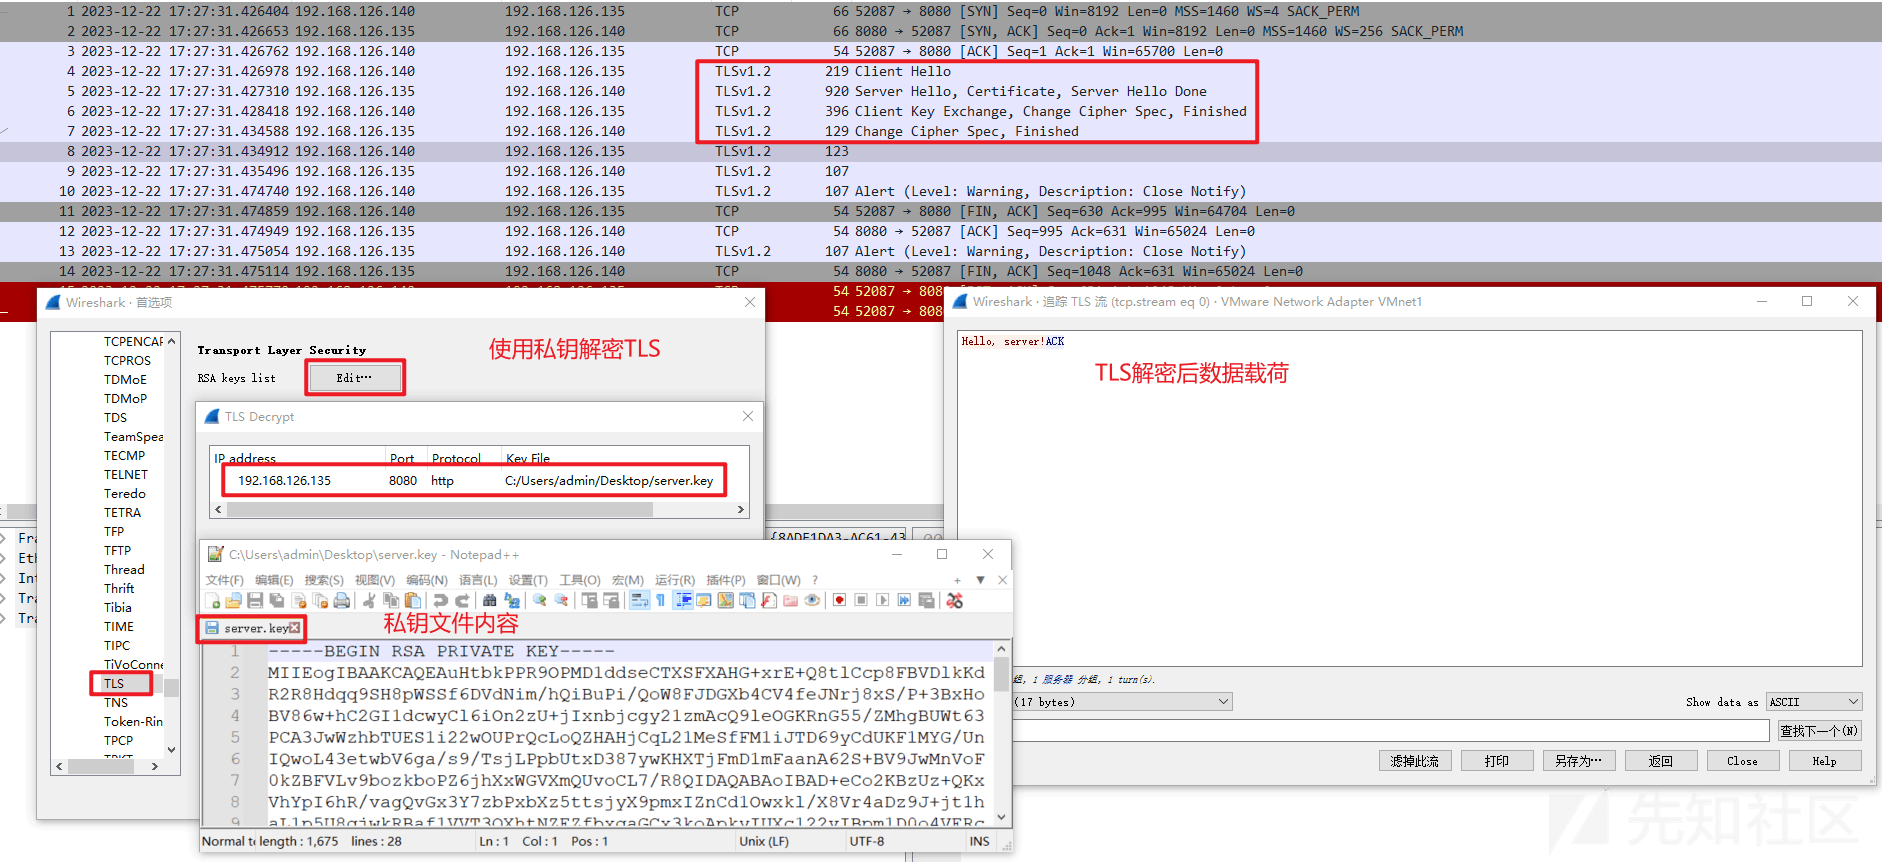 1 2023-12-22 17:27:31.426404 192.168.126.140 192.168.126.135 TCP 66 52087 → 8080 [SYN] Seq=0 Win=8192 Len=0 MSS=1460 WS=4 SACK_PERM
2 2023-12-22 17:27:31.426653 192.168.126.135 192.168.126.140 TCP 66 8080 → 52087 [SYN, ACK] Seq=0 Ack=1 Win=8192 Len=0 MSS=1460 WS=256 SACK_PERM
3 2023-12-22 17:27:31.426762 192.168.126.140 192.168.126.135 TCP 54 52087 → 8080 [ACK] Seq=1 Ack=1 Win=65700 Len=0
4 2023-12-22 17:27:31.426978 192.168.126.140 192.168.126.135 TLSv1.2 219 Client Hello
5 2023-12-22 17:27:31.427310 192.168.126.135 192.168.126.140 TLSv1.2 920 Server Hello, Certificate, Server Hello Done
6 2023-12-22 17:27:31.428418 192.168.126.140 192.168.126.135 TLSv1.2 396 Client Key Exchange, Change Cipher Spec, Finished
7 2023-12-22 17:27:31.434588 192.168.126.135 192.168.126.140 TLSv1.2 129 Change Cipher Spec, Finished
8 2023-12-22 17:27:31.434912 192.168.126.140 192.168.126.135 TLSv1.2 123
9 2023-12-22 17:27:31.435496 192.168.126.135 192.168.126.140 TLSv1.2 107
10 2023-12-22 17:27:31.474740 192.168.126.140 192.168.126.135 TLSv1.2 107 Alert (Level: Warning, Description: Close Notify)
11 2023-12-22 17:27:31.474859 192.168.126.140 192.168.126.135 TCP 54 52087 → 8080 [FIN, ACK] Seq=630 Ack=995 Win=64704 Len=0
12 2023-12-22 17:27:31.474949 192.168.126.135 192.168.126.140 TCP 54 8080 → 52087 [ACK] Seq=995 Ack=631 Win=65024 Len=0
13 2023-12-22 17:27:31.475054 192.168.126.135 192.168.126.140 TLSv1.2 107 Alert (Level: Warning, Description: Close Notify)
14 2023-12-22 17:27:31.475114 192.168.126.135 192.168.126.140 TCP 54 8080 → 52087 [FIN, ACK] Seq=1048 Ack=631 Win=65024 Len=0
54 52087 → 808
54 52087 → 808
Wireshark · 首选项
TCPENCAP
TCPROS
TDMoE
TDMoP
TDS
TeamSpea
TECMP
TELNET
Teredo
TETRA
TFP
TFTP
Thread
Thrift
Tibia
TIME
TIPC
TiVoConne
TLS
TNS
Token-Rin
TPCP
Transport Layer Security
使用私钥解密TLS
RSA keys list Edit…
TLS Decrypt
IP address Port Protocol Key File
192.168.126.135 8080 http C:/Users/admin/Desktop/server.key
Fra
Eth
Int
Tra
Tra
{8ADF1DA3-AC61-43
C:\Users\admin\Desktop\server.key - Notepad++
文件(F) 编辑(E) 搜索(S) 视图(V) 编码(N) 语言(L) 设置(T) 工具(O) 宏(M) 运行(R) 插件(P) 窗口(W) ?
server.key
私钥文件内容
1 -----BEGIN RSA PRIVATE KEY-----
2 MIIEogIBAAKCAQEAuHtbkPPR9OPMDlddseCTXSFXAHG+xrE+Q8tlCcp8FBVDlkKd
3 R2R8Hdqq9SH8pWSSf6DVdNim/hQiBuPi/QoW8FJDGXb4CV4feJNrj8xS/P+3BxHo
4 BV86w+hC2GI1dcwyCl6iOn2zU+jIxnbjcgy21zmAcQ9leOGKRnG55/ZMhgBUWt63
5 PCA3JwWzhbTUES1i22wOUPrQcLoQZHAHjCqL21MeSfFM1iJTD69yCdUKFlMYG/Un
6 IQwoL43etwbV6ga/s9/TsjLPpbUtxD387ywKHXTjFmD1mFaanA62S+BV9JwMnVoF
7 0kZBFVLv9bozkboPZ6jhXxWGVXmQUvoCL7/R8QIDAQABAoIBAD+eCo2KBzUz+QKx
8 VhYpI6hR/vagQvGx3Y7zbPxbXz5ttsjyX9pmxIZnCd1Owxkl/X8Vr4aDz9J+jt1h
9
Normal te length : 1,675 lines : 28 Ln : 1 Col : 1 Pos : 1 Unix (LF) UTF-8 INS
Wireshark · 追踪 TLS 流 (tcp.stream eq 0) · VMware Network Adapter VMnet1
Hello, server!ACK
TLS解密后数据载荷
组, 1 服务器 分组, 1 turn(s).
(17 bytes)
Show data as ASCII
查找下一个(N)
滤掉此流 打印 另存为… 返回 Close Help
先知社区